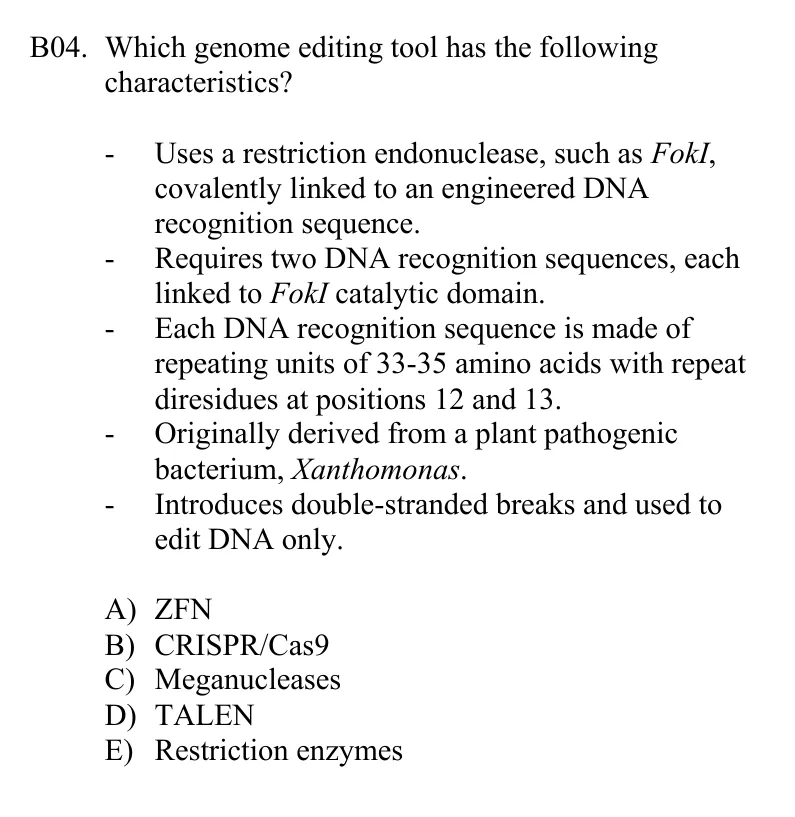 B04. Which genome editing tool has the following
characteristics?
- Uses a restriction endonuclease, such as FokI,
covalently linked to an engineered DNA
recognition sequence.
- Requires two DNA recognition sequences, each
linked to FokI catalytic domain.
- Each DNA recognition sequence is made of
repeating units of 33-35 amino acids with repeat
diresidues at positions 12 and 13.
- Originally derived from a plant pathogenic
bacterium, Xanthomonas.
- Introduces double-stranded breaks and used to
edit DNA only.
A) ZFN
B) CRISPR/Cas9
C) Meganucleases
D) TALEN
E) Restriction enzymes